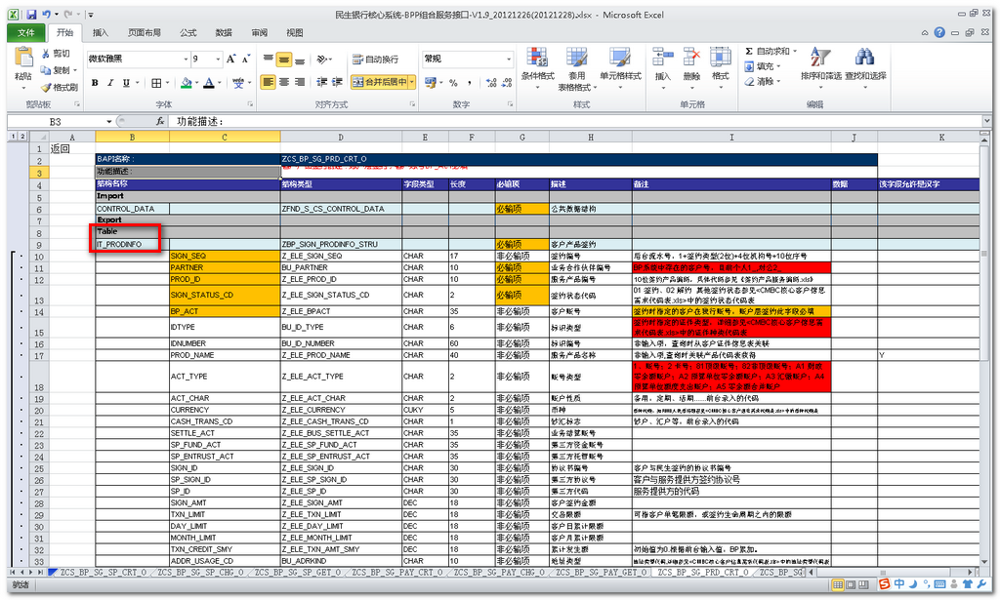 民生银行核心系统-BPP组合服务接口-V1.9_20121226(20121228).xlsx - Microsoft Excel
文件 开始 插入 页面布局 公式 数据 审阅 视图
粘贴 剪切 复制 格式刷 剪贴板
微软雅黑 9 字体
自动换行 合并后居中 对齐方式
常规 数字
条件格式 套用表格格式 单元格样式 样式
插入 删除 格式 单元格
自动求和 填充 清除 排序和筛选 查找和选择 编辑
B3 fx 功能描述：
A B C D E F G H I J K
1 返回
2 BAPI名称： ZCS_BP_SG_PRD_CRT_O
3 功能描述：
4 结构名称 结构类型 字段类型 长度 必输项 描述 备注 数据 该字段允许是汉字
5 Import
6 CONTROL_DATA ZFND_S_CS_CONTROL_DATA 必输项 公共数据结构
7 Export
8 Table
9 IT_PRODINFO ZBP_SIGN_PRODINFO_STRU 必输项 客户产品签约
10 SIGN_SEQ Z_ELE_SIGN_SEQ CHAR 17 非必输项 签约编号 后台流水号，1+签约类型(2位)+4位机构号+10位序号
11 PARTNER BU_PARTNER CHAR 10 必输项 业务合作伙伴编号 BP系统中存在的客户号，目前个人1_,对公2_
12 PROD_ID Z_ELE_PROD_ID CHAR 10 必输项 服务产品编号 10位签约产品编码，具体代码参见《签约产品服务编码.xls》
13 SIGN_STATUS_CD Z_ELE_SIGN_STATUS_CD CHAR 2 必输项 签约状态代码 01 签约、02 解约 其他签约状态参见<CMBC核心客户信息需求代码表.xls>中的签约状态代码表
14 BP_ACT Z_ELE_BPACT CHAR 35 非必输项 客户账号 签约时指定的客户在我行账号，账户层签约此字段必填
15 IDTYPE BU_ID_TYPE CHAR 6 非必输项 标识类型 签约时指定的证件类型，详细参见<CMBC核心客户信息需求代码表.xls>中的证件种类代码表
16 IDNUMBER BU_ID_NUMBER CHAR 60 非必输项 标识编号 非输入项，查询时从客户证件信息表关联
17 PROD_NAME Z_ELE_PROD_NAME CHAR 40 非必输项 服务产品名称 非输入项,查询时关联产品代码表获得 Y
18 ACT_TYPE Z_ELE_ACT_TYPE CHAR 2 非必输项 账号类型
19 ACT_CHAR Z_ELE_ACT_CHAR CHAR 2 非必输项 账户性质 备用，定期、活期……前台录入的代码
20 CURRENCY Z_ELE_CURRENCY CUKY 5 非必输项 币种
21 CASH_TRANS_CD Z_ELE_CASH_TRANS_CD CHAR 1 非必输项 钞汇标志 钞户、汇户等，前台录入的代码
22 SETTLE_ACT Z_ELE_BUS_SETTLE_ACT CHAR 35 非必输项 业务结算账号
23 SP_FUND_ACT Z_ELE_SP_FUND_ACT CHAR 35 非必输项 第三方资金账号
24 SP_ENTRUST_ACT Z_ELE_SP_ENTRUST_ACT CHAR 35 非必输项 第三方托管账号
25 SIGN_ID Z_ELE_SIGN_ID CHAR 30 非必输项 协议书编号 客户与民生签约的协议书编号
26 SP_SIGN_ID Z_ELE_SP_SIGN_ID CHAR 30 非必输项 第三方协议号 客户与服务提供方签约协议号
27 SP_ID Z_ELE_SP_ID CHAR 30 非必输项 第三方代码 服务提供方的代码
28 SIGN_AMT Z_ELE_SIGN_AMT DEC 18 非必输项 客户签约金额
29 TXN_LIMIT Z_ELE_TXN_LIMIT DEC 18 非必输项 交易限额 可指客户单笔限额，或签约生命周期之内的限额
30 DAY_LIMIT Z_ELE_DAY_LIMIT DEC 18 非必输项 客户日累计限额
31 MONTH_LIMIT Z_ELE_MONTH_LIMIT DEC 18 非必输项 客户月累计限额
32 TXN_CREDIT_SMY Z_ELE_TXN_AMT_SMY DEC 18 非必输项 累计发生额 初始值为0.根据前台输入值，BP累加。
33 ADDR_USAGE_CD BU_ADRKIND CHAR 10 非必输项 地址类型
ZCS_BP_SG_SP_CRT_O ZCS_BP_SG_SP_CHG_O ZCS_BP_SG_SP_GET_O ZCS_BP_SG_PAY_CRT_O ZCS_BP_SG_PAY_CHG_O ZCS_BP_SG_PAY_GET_O ZCS_BP_SG_PRD_CRT_O ZCS_BP_SG
就绪 中